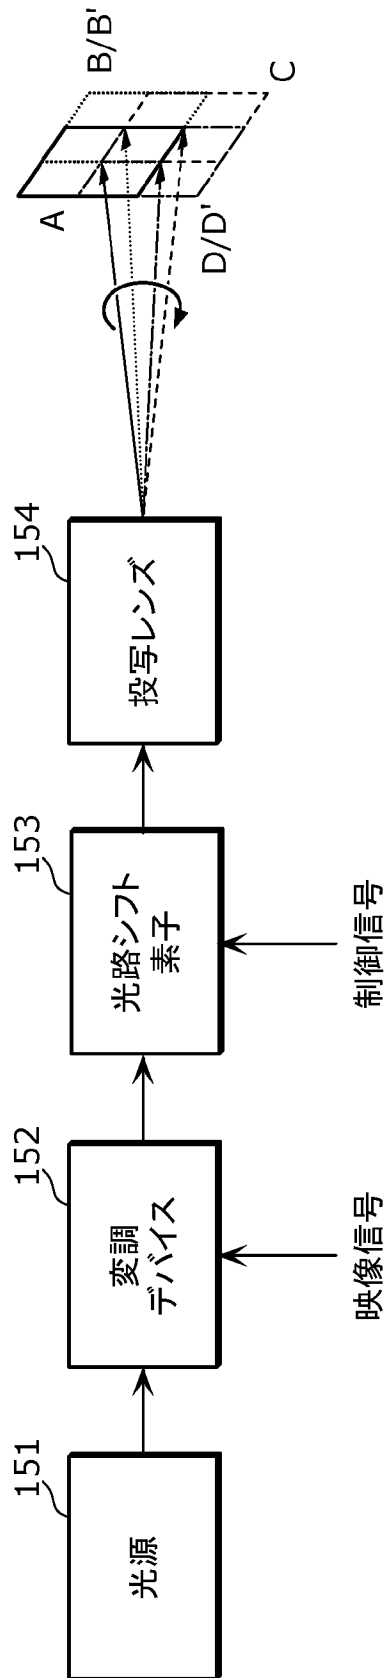 151
光源
152
変調
デバイス
映像信号
153
光路シフト
素子
制御信号
154
投写レンズ
A
B/B'
C
D/D'